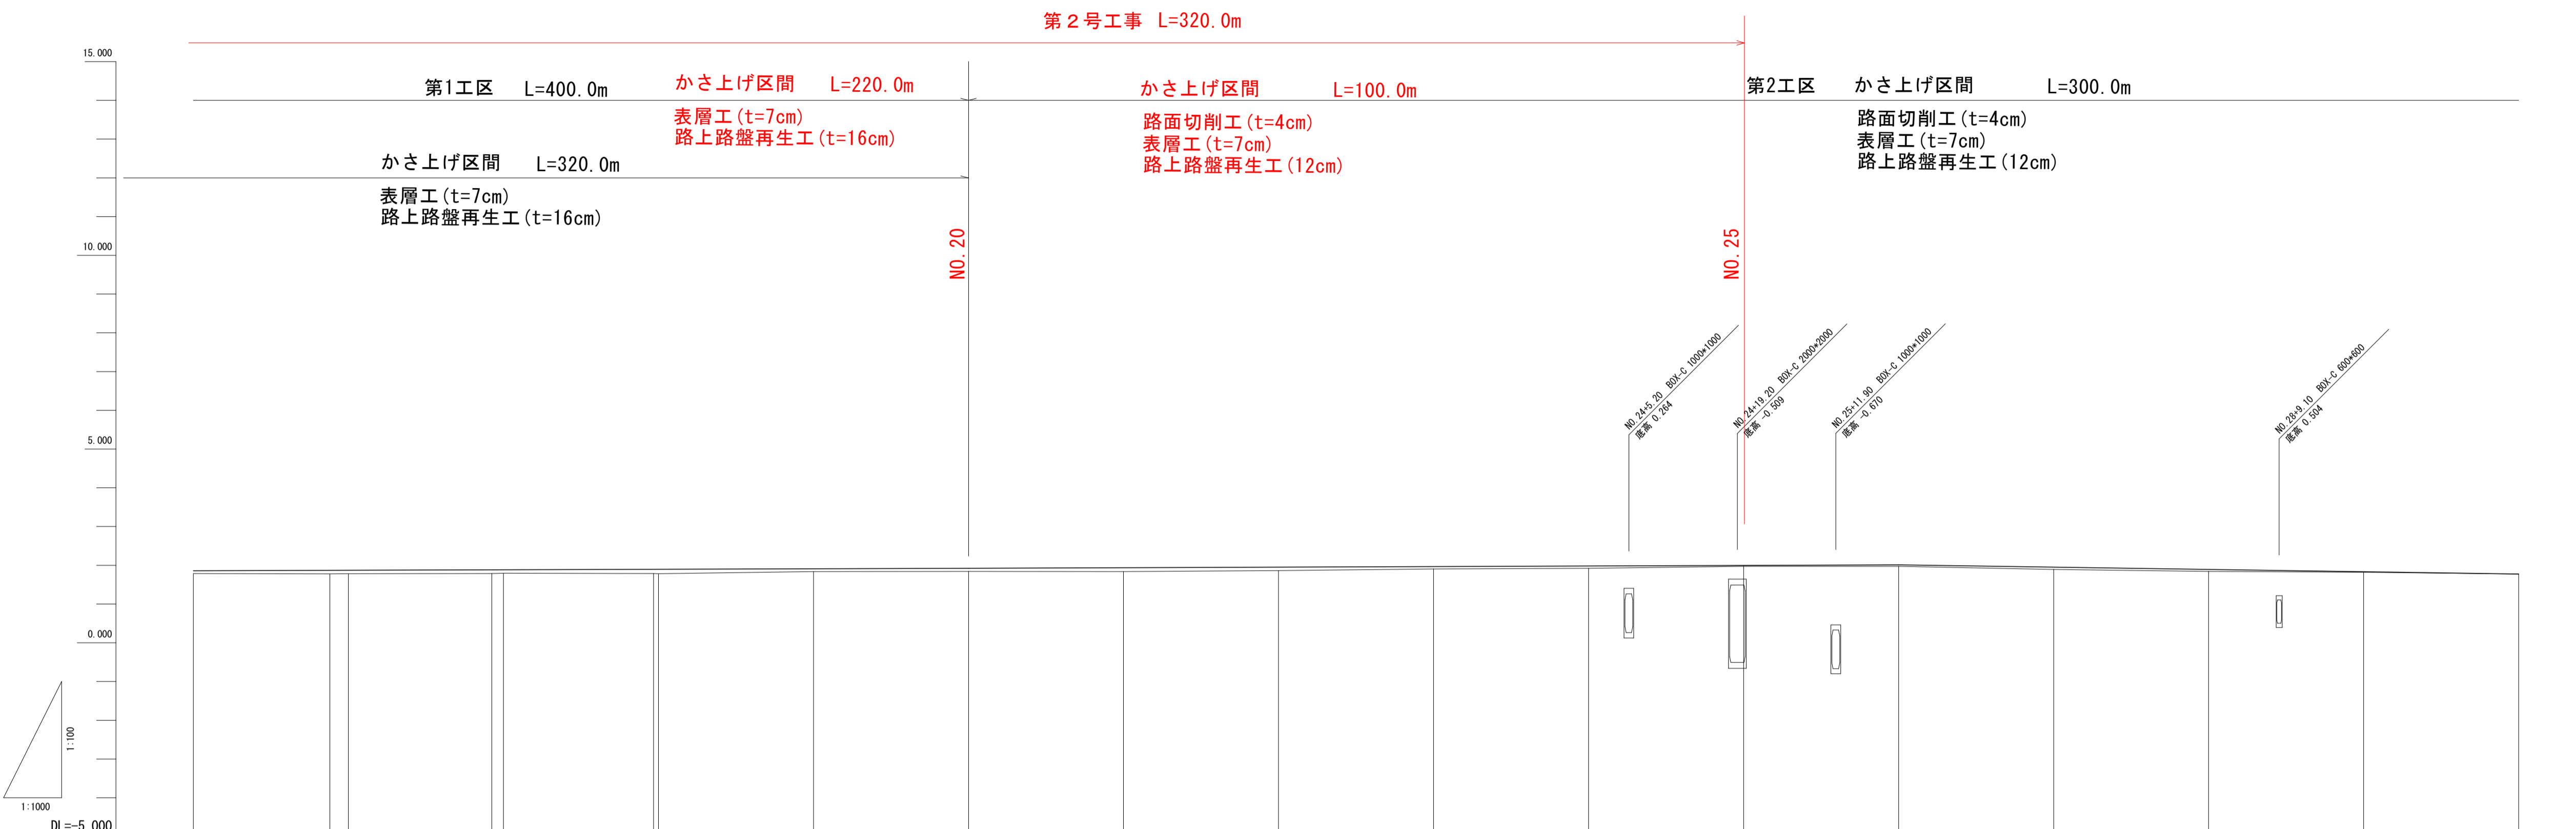 第２号工事 L=320.0m
15.000
第1工区 L=400.0m
かさ上げ区間 L=220.0m
表層工(t=7cm)
路上路盤再生工(t=16cm)
かさ上げ区間 L=100.0m
路面切削工(t=4cm)
表層工(t=7cm)
路上路盤再生工(12cm)
第2工区 かさ上げ区間 L=300.0m
路面切削工(t=4cm)
表層工(t=7cm)
路上路盤再生工(12cm)
かさ上げ区間 L=320.0m
表層工(t=7cm)
路上路盤再生工(t=16cm)
10.000
NO.20
NO.25
5.000
NO.24+5.20 BOX-C 1000*1000
底高 0.264
NO.24+19.20 BOX-C 2000*2000
底高 -0.509
NO.25+11.90 BOX-C 1000*1000
底高 -0.670
NO.28+9.10 BOX-C 600*600
底高 0.504
0.000
1:100
1:1000
DL=-5.000